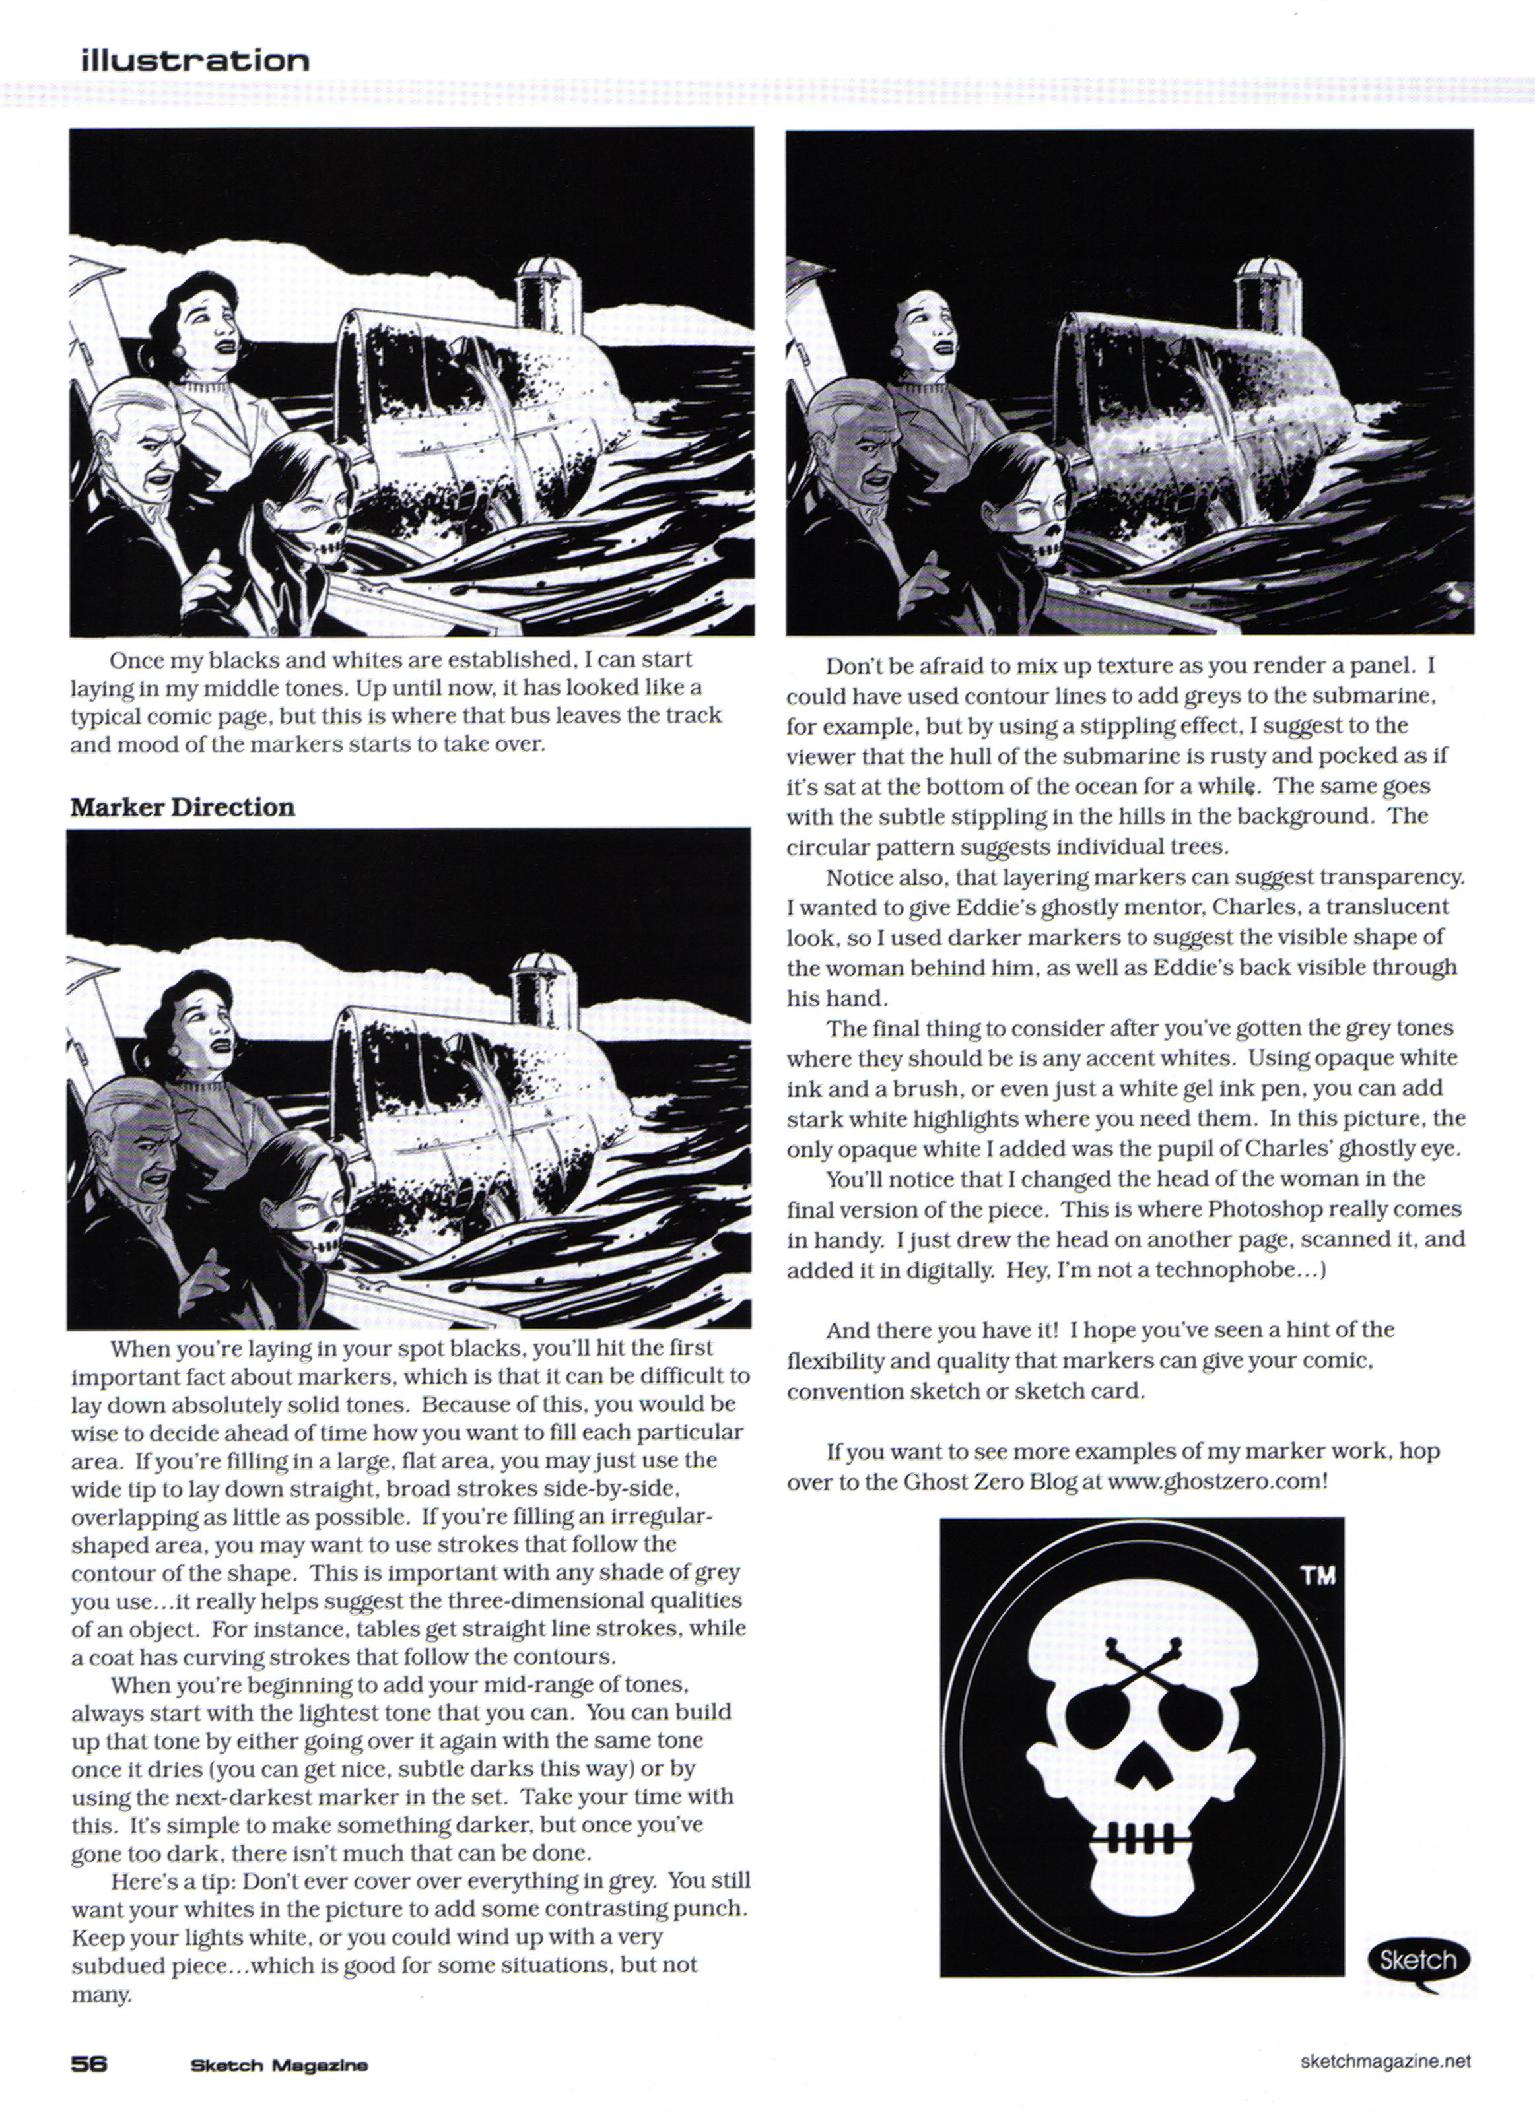 illustration
Once my blacks and whites are established, I can start
laying in my middle tones. Up until now, it has looked like a
typical comic page, but this is where that bus leaves the track
and mood of the markers starts to take over.
Marker Direction
When you're laying in your spot blacks, you'll hit the first
important fact about markers, which is that it can be difficult to
lay down absolutely solid tones. Because of this, you would be
wise to decide ahead of time how you want to fill each particular
area. If you're filling in a large, flat area, you may just use the
wide tip to lay down straight, broad strokes side-by-side,
overlapping as little as possible. If you're filling an irregular-
shaped area, you may want to use strokes that follow the
contour of the shape. This is important with any shade of grey
you use...it really helps suggest the three-dimensional qualities
of an object. For instance, tables get straight line strokes, while
a coat has curving strokes that follow the contours.
When you're beginning to add your mid-range of tones,
always start with the lightest tone that you can. You can build
up that tone by either going over it again with the same tone
once it dries (you can get nice, subtle darks this way) or by
using the next-darkest marker in the set. Take your time with
this. It's simple to make something darker, but once you've
gone too dark, there isn't much that can be done.
Here's a tip: Don't ever cover over everything in grey. You still
want your whites in the picture to add some contrasting punch.
Keep your lights white, or you could wind up with a very
subdued piece...which is good for some situations, but not
many.
Don't be afraid to mix up texture as you render a panel. I
could have used contour lines to add greys to the submarine,
for example, but by using a stippling effect, I suggest to the
viewer that the hull of the submarine is rusty and pocked as if
it's sat at the bottom of the ocean for a while. The same goes
with the subtle stippling in the hills in the background. The
circular pattern suggests individual trees.
Notice also, that layering markers can suggest transparency.
I wanted to give Eddie's ghostly mentor, Charles, a translucent
look, so I used darker markers to suggest the visible shape of
the woman behind him, as well as Eddie's back visible through
his hand.
The final thing to consider after you've gotten the grey tones
where they should be is any accent whites. Using opaque white
ink and a brush, or even just a white gel ink pen, you can add
stark white highlights where you need them. In this picture, the
only opaque white I added was the pupil of Charles' ghostly eye.
You'll notice that I changed the head of the woman in the
final version of the piece. This is where Photoshop really comes
in handy. I just drew the head on another page, scanned it, and
added it in digitally. Hey, I'm not a technophobe...)
And there you have it! I hope you've seen a hint of the
flexibility and quality that markers can give your comic,
convention sketch or sketch card.
If you want to see more examples of my marker work, hop
over to the Ghost Zero Blog at www.ghostzero.com!
TM
Sketch
56 Sketch Magazine
sketchmagazine.net